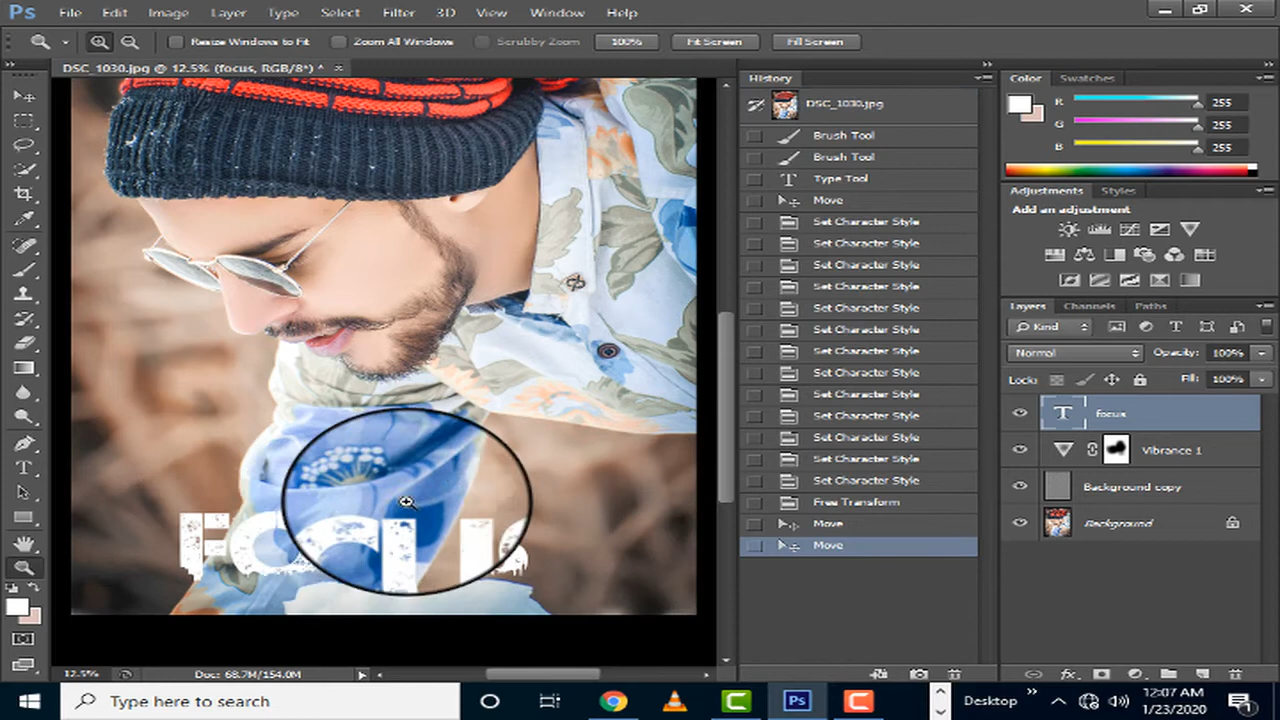 Ps File Edit Image Layer Type Select Filter 3D View Window Help
Resize Windows to Fit Zoom All Windows Scrubby Zoom 100% Fit Screen Fill Screen
DSC_1030.jpg @ 12.5% (focus, RGB/8*) *
FOCUS
12.5% Doc: 68.7M/154.0M
History
DSC_1030.jpg
Brush Tool
Brush Tool
Type Tool
Move
Set Character Style
Set Character Style
Set Character Style
Set Character Style
Set Character Style
Set Character Style
Set Character Style
Set Character Style
Set Character Style
Set Character Style
Set Character Style
Set Character Style
Set Character Style
Free Transform
Move
Move
Color Swatches
R 255
G 255
B 255
Adjustments Styles
Add an adjustment
Layers Channels Paths
Kind
Normal Opacity: 100%
Lock: Fill: 100%
focus
Vibrance 1
Background copy
Background
Type here to search
Ps
Desktop
12:07 AM
1/23/2020
1